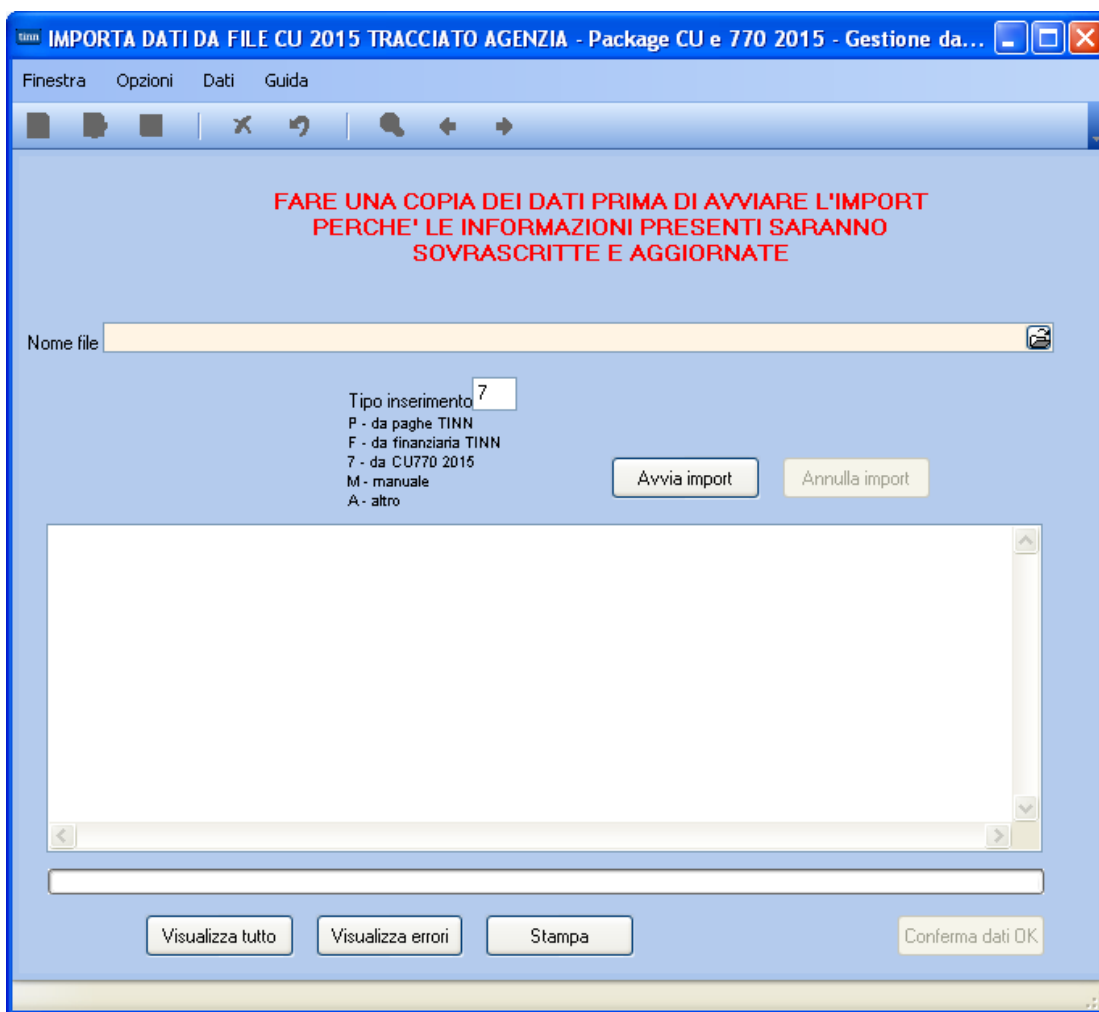 tinn IMPORTA DATI DA FILE CU 2015 TRACCIATO AGENZIA - Package CU e 770 2015 - Gestione da...
Finestra Opzioni Dati Guida
FARE UNA COPIA DEI DATI PRIMA DI AVVIARE L'IMPORT
PERCHE' LE INFORMAZIONI PRESENTI SARANNO
SOVRASCRITTE E AGGIORNATE
Nome file
Tipo inserimento 7
P - da paghe TINN
F - da finanziaria TINN
7 - da CU770 2015
M - manuale
A - altro
Avvia import Annulla import
Visualizza tutto Visualizza errori Stampa Conferma dati OK